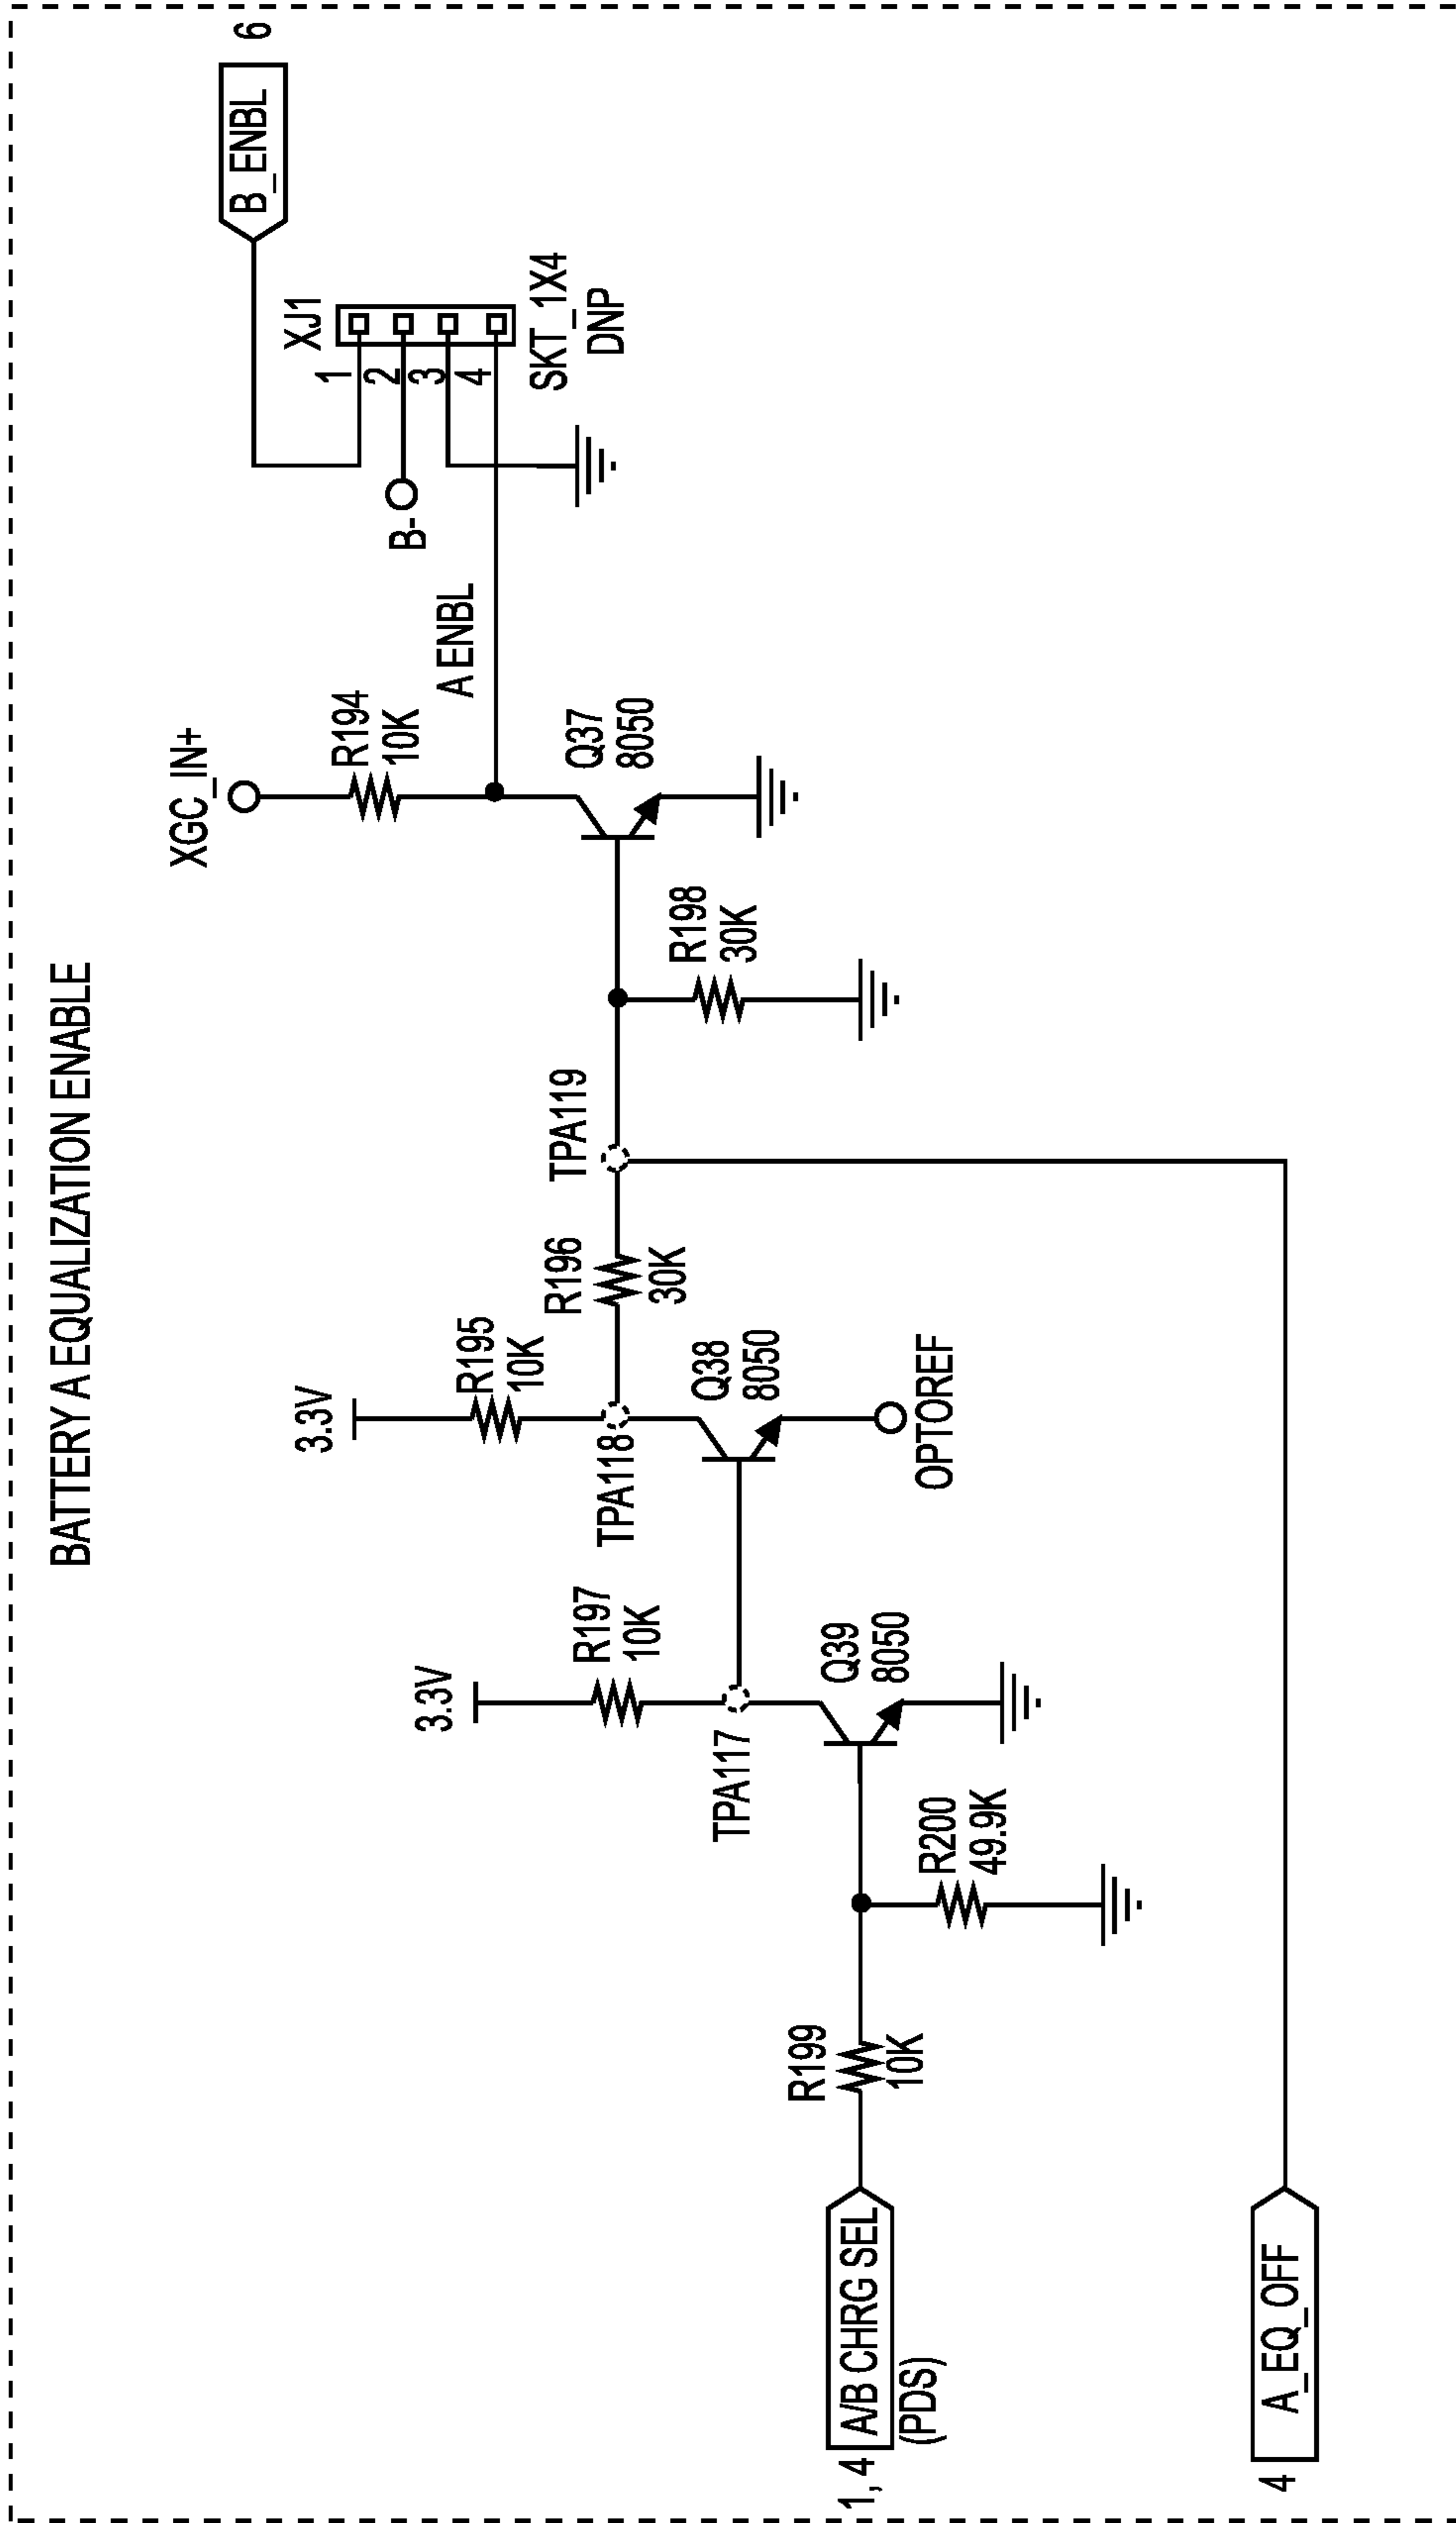 BATTERY A EQUALIZATION ENABLE
XGC_IN+
B_ENBL
6
3.3V
R194
10K
XJ1
1
2
3
4
B-
A ENBL
SKT_1X4
DNP
3.3V
R195
10K
R196
30K
TPA119
Q37
8050
R197
10K
TPA118
Q38
8050
R198
30K
TPA117
OPTOREF
Q39
8050
R199
10K
R200
49.9K
1, 4
A/B CHRG SEL
(PDS)
4
A_EQ_OFF